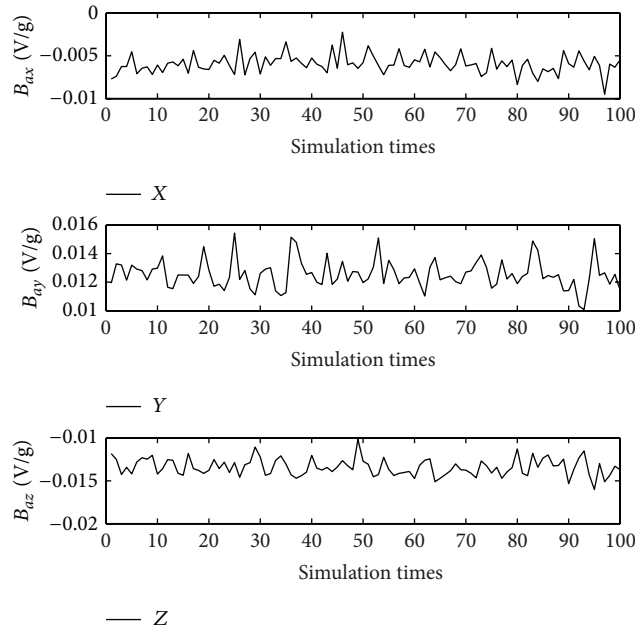 0
−0.005
−0.01
B_ax (V/g)
0 10 20 30 40 50 60 70 80 90 100
Simulation times
X
0.016
0.014
0.012
0.01
B_ay (V/g)
0 10 20 30 40 50 60 70 80 90 100
Simulation times
Y
−0.01
−0.015
−0.02
B_az (V/g)
0 10 20 30 40 50 60 70 80 90 100
Simulation times
Z